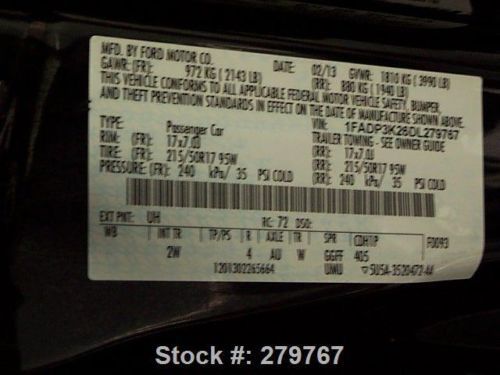 MFD. BY FORD MOTOR CO.
DATE: 02/13 GVWR: 1810 KG (3990 LB)
GAWR: (FR): 972 KG (2143 LB) (RR): 880 KG (1940 LB)
THIS VEHICLE CONFORMS TO ALL APPLICABLE FEDERAL MOTOR VEHICLE SAFETY, BUMPER,
AND THEFT PREVENTION STANDARDS IN EFFECT ON THE DATE OF MANUFACTURE SHOWN ABOVE.
VIN: 1FADP3K26DL279767
TYPE: Passenger Car TRAILER TOWING - SEE OWNER GUIDE
RIM: (FR): 17x7.0J (RR): 17x7.0J
TIRE: (FR): 215/50R17 95W (RR): 215/50R17 95W
PRESSURE: (FR): 240 kPa/ 35 PSI COLD (RR): 240 kPa/ 35 PSI COLD
EXT PNT: UH RC: 72 DSO:
WB INT TR TP/PS R AXLE TR SPR CDH1P F0093
2W 4 AU W GGFF 405
1201302265664 UMU ▽5U5A-3520472-AA
Stock #: 279767